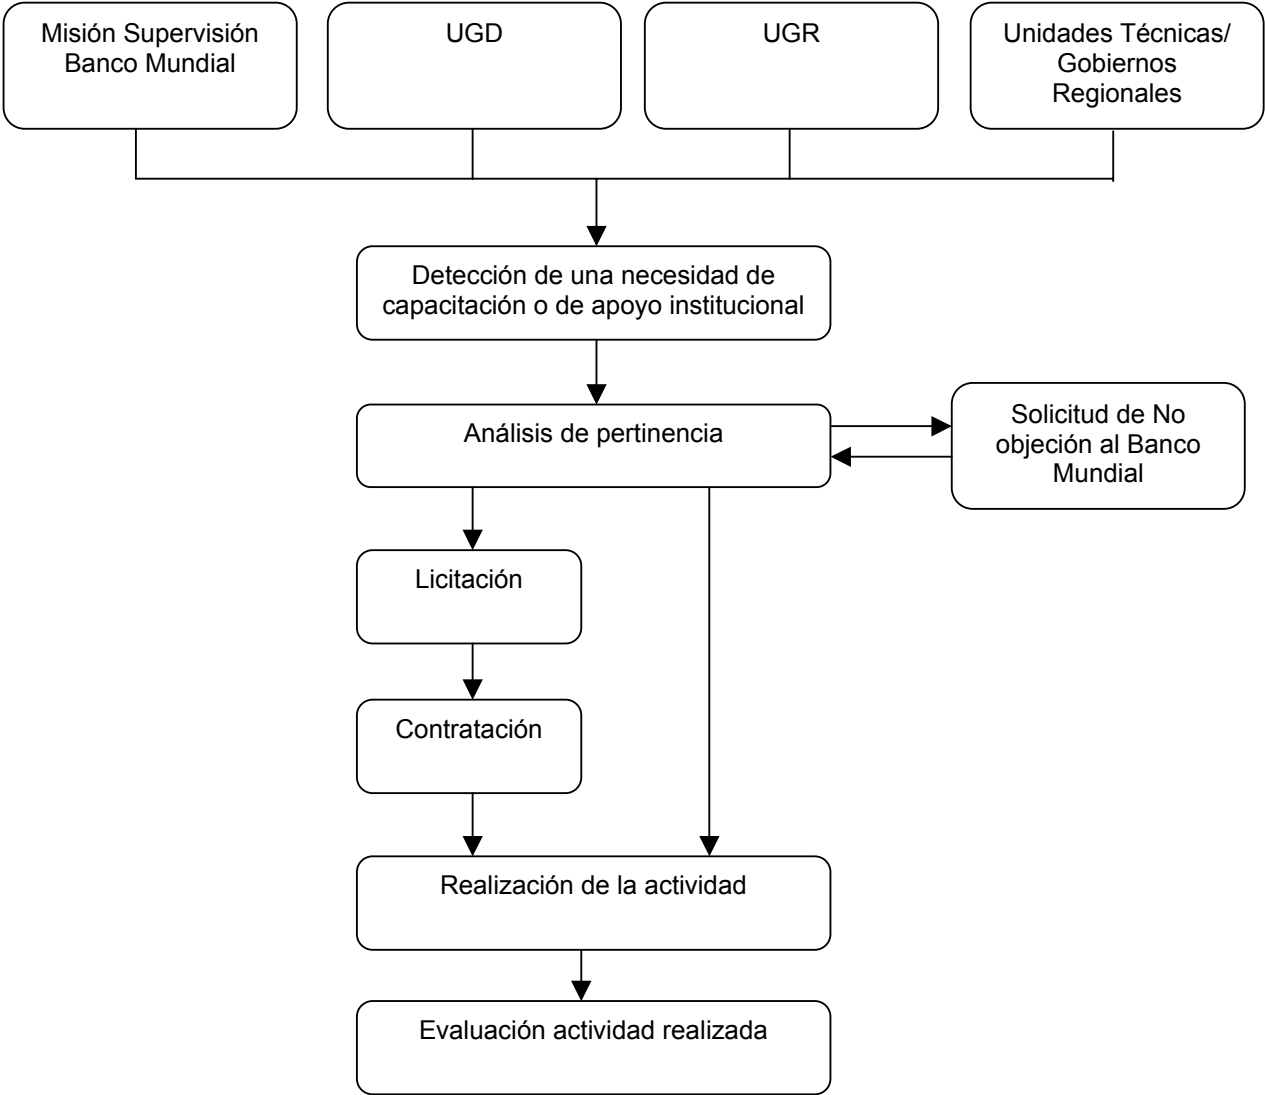 Misión Supervisión
Banco Mundial
UGD
UGR
Unidades Técnicas/
Gobiernos
Regionales
Detección de una necesidad de
capacitación o de apoyo institucional
Análisis de pertinencia
Solicitud de No
objeción al Banco
Mundial
Licitación
Contratación
Realización de la actividad
Evaluación actividad realizada